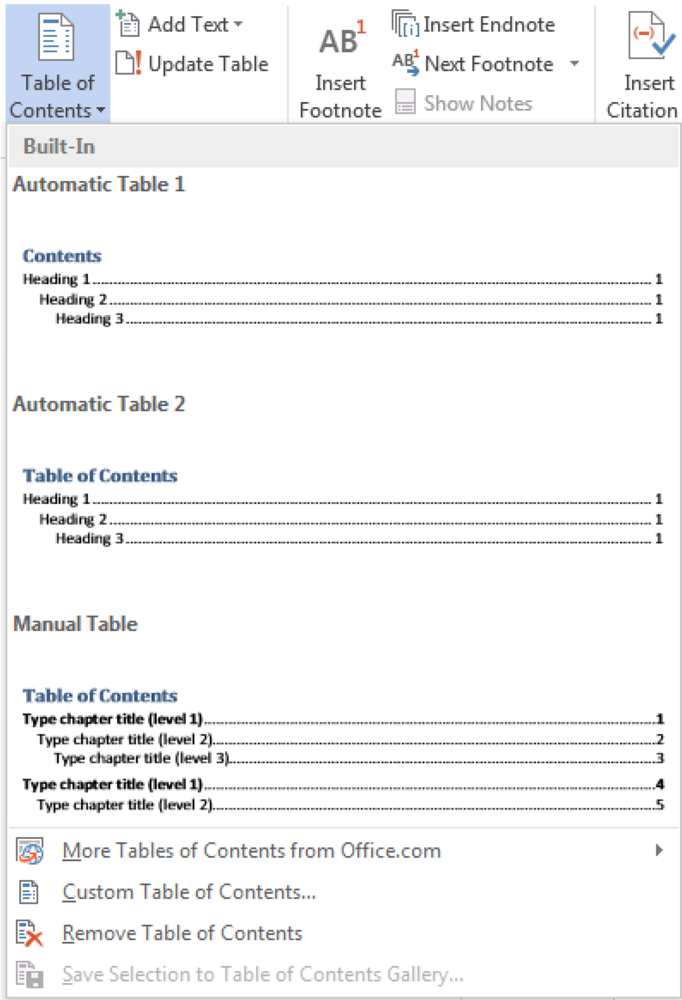 Table of
Contents
Add Text
Update Table
AB1
Insert
Footnote
[i] Insert Endnote
AB1 Next Footnote
Show Notes
(-)
Insert
Citation
Built-In
Automatic Table 1
Contents
Heading 1........................................ 1
Heading 2........................................ 1
Heading 3........................................ 1
Automatic Table 2
Table of Contents
Heading 1........................................ 1
Heading 2........................................ 1
Heading 3........................................ 1
Manual Table
Table of Contents
Type chapter title (level 1)........................................1
Type chapter title (level 2)........................................2
Type chapter title (level 3)........................................3
Type chapter title (level 1)........................................4
Type chapter title (level 2)........................................5
More Tables of Contents from Office.com
Custom Table of Contents...
Remove Table of Contents
Save Selection to Table of Contents Gallery...